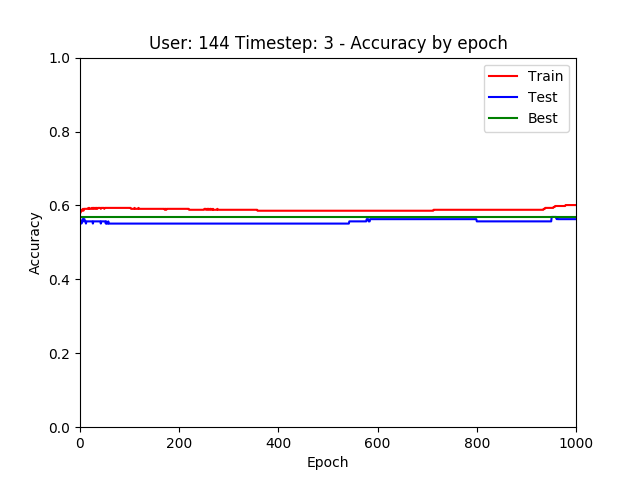 User: 144 Timestep: 3 - Accuracy by epoch
Train
Test
Best
Accuracy
1.0
0.8
0.6
0.4
0.2
0.0
0 200 400 600 800 1000
Epoch